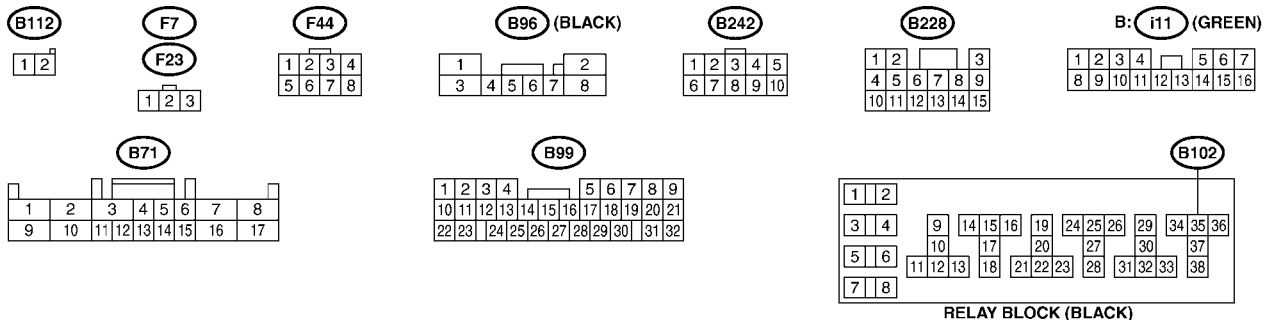 B112
F7
F44
B96 (BLACK)
B242
B228
B: i11 (GREEN)
F23
1 2
1 2 3 4
5 6 7 8
1 2
3 4 5 6 7 8
1 2 3 4 5
6 7 8 9 10
1 2 3
4 5 6 7 8 9
10 11 12 13 14 15
1 2 3 4 5 6 7
8 9 10 11 12 13 14 15 16
1 2 3
B71
B99
B102
1 2 3 4 5 6 7 8
9 10 11 12 13 14 15 16 17
1 2 3 4 5 6 7 8 9
10 11 12 13 14 15 16 17 18 19 20 21
22 23 24 25 26 27 28 29 30 31 32
1 2
3 4 9 14 15 16 19 24 25 26 29 34 35 36
10 17 20 27 30 37
5 6 11 12 13 18 21 22 23 28 31 32 33 38
7 8
RELAY BLOCK (BLACK)